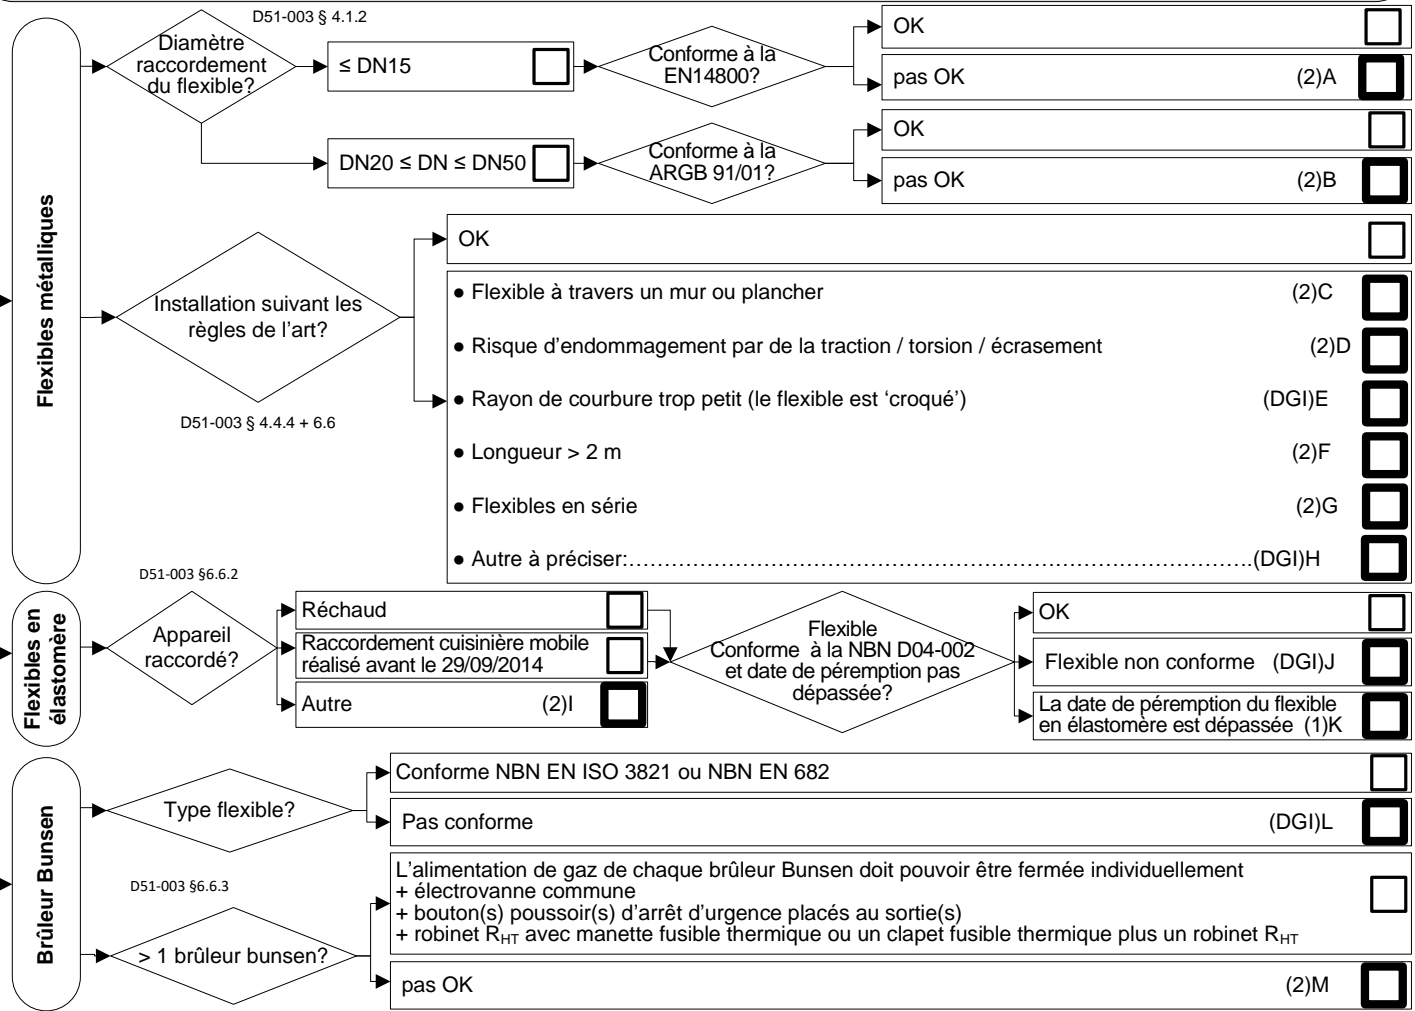 D51-003 § 4.1.2
Flexibles métalliques
Diamètre
raccordement
du flexible?
≤ DN15
Conforme à la
EN14800?
OK
pas OK (2)A
DN20 ≤ DN ≤ DN50
Conforme à la
ARGB 91/01?
OK
pas OK (2)B
Installation suivant les
règles de l’art?
D51-003 § 4.4.4 + 6.6
OK
● Flexible à travers un mur ou plancher (2)C
● Risque d’endommagement par de la traction / torsion / écrasement (2)D
● Rayon de courbure trop petit (le flexible est ‘croqué’) (DGI)E
● Longueur > 2 m (2)F
● Flexibles en série (2)G
● Autre à préciser:……………………………………………………………………………..(DGI)H
Flexibles en
élastomère
D51-003 §6.6.2
Appareil
raccordé?
Réchaud
Raccordement cuisinière mobile
réalisé avant le 29/09/2014
Autre (2)I
Flexible
Conforme à la NBN D04-002
et date de péremption pas
dépassée?
OK
Flexible non conforme (DGI)J
La date de péremption du flexible
en élastomère est dépassée (1)K
Brûleur Bunsen
Type flexible?
Conforme NBN EN ISO 3821 ou NBN EN 682
Pas conforme (DGI)L
D51-003 §6.6.3
> 1 brûleur bunsen?
L’alimentation de gaz de chaque brûleur Bunsen doit pouvoir être fermée individuellement
+ électrovanne commune
+ bouton(s) poussoir(s) d’arrêt d’urgence placés au sortie(s)
+ robinet RHT avec manette fusible thermique ou un clapet fusible thermique plus un robinet RHT
pas OK (2)M